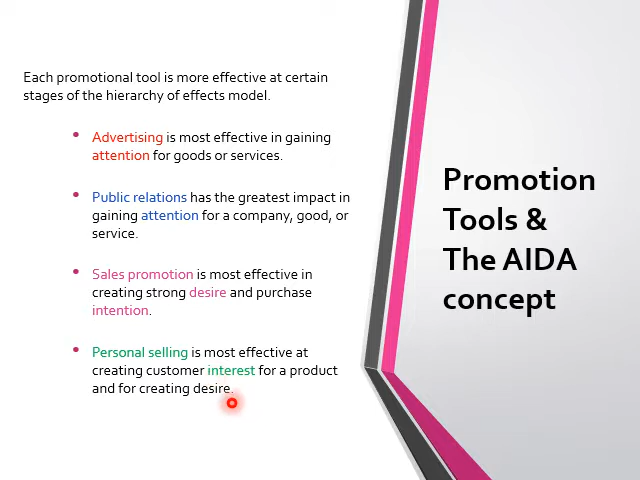 Each promotional tool is more effective at certain
stages of the hierarchy of effects model.
• Advertising is most effective in gaining
attention for goods or services.
• Public relations has the greatest impact in
gaining attention for a company, good, or
service.
• Sales promotion is most effective in
creating strong desire and purchase
intention.
• Personal selling is most effective at
creating customer interest for a product
and for creating desire.
Promotion
Tools &
The AIDA
concept